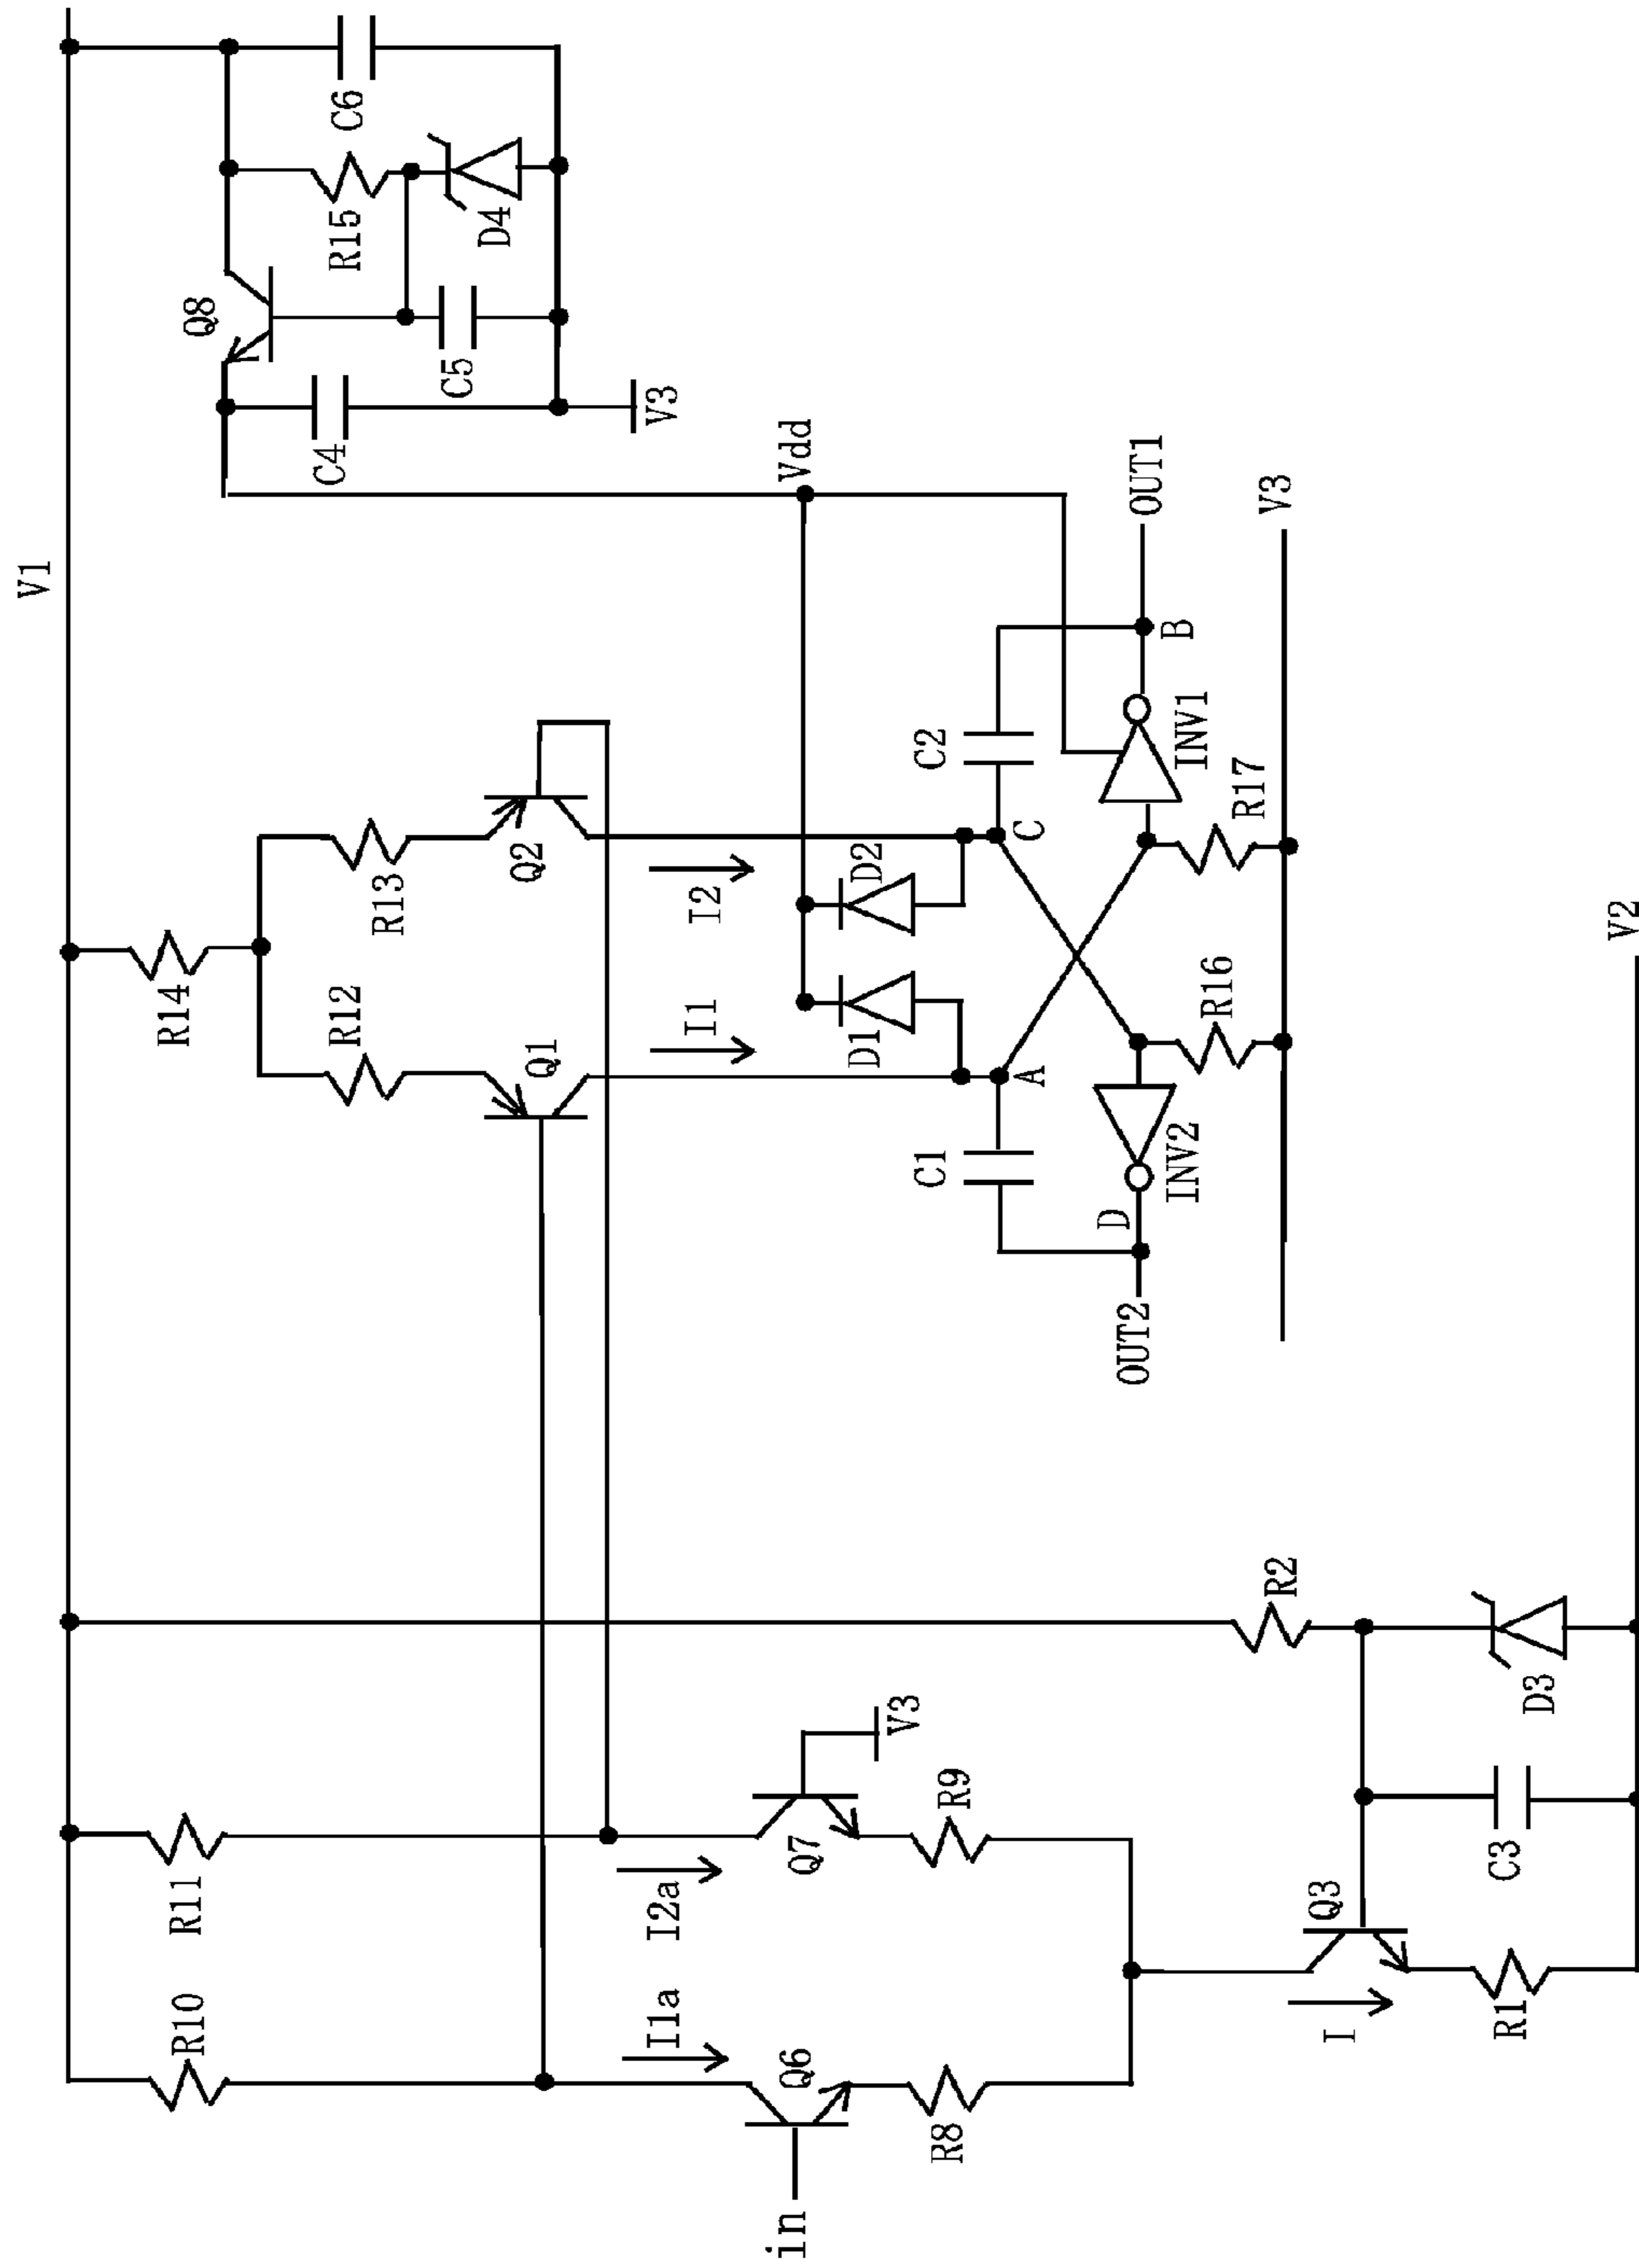 V1
C6
R15
D4
Q8
C5
C4
V3
Vdd
R14
R13
R12
Q2
Q1
I2
I1
D2
D1
C2
C
A
C1
OUT1
B
INV1
R17
V3
R16
INV2
D
OUT2
R11
R10
R2
V3
I2a
I1a
Q7
Q6
R9
R8
in
D3
C3
Q3
I
R1
V2